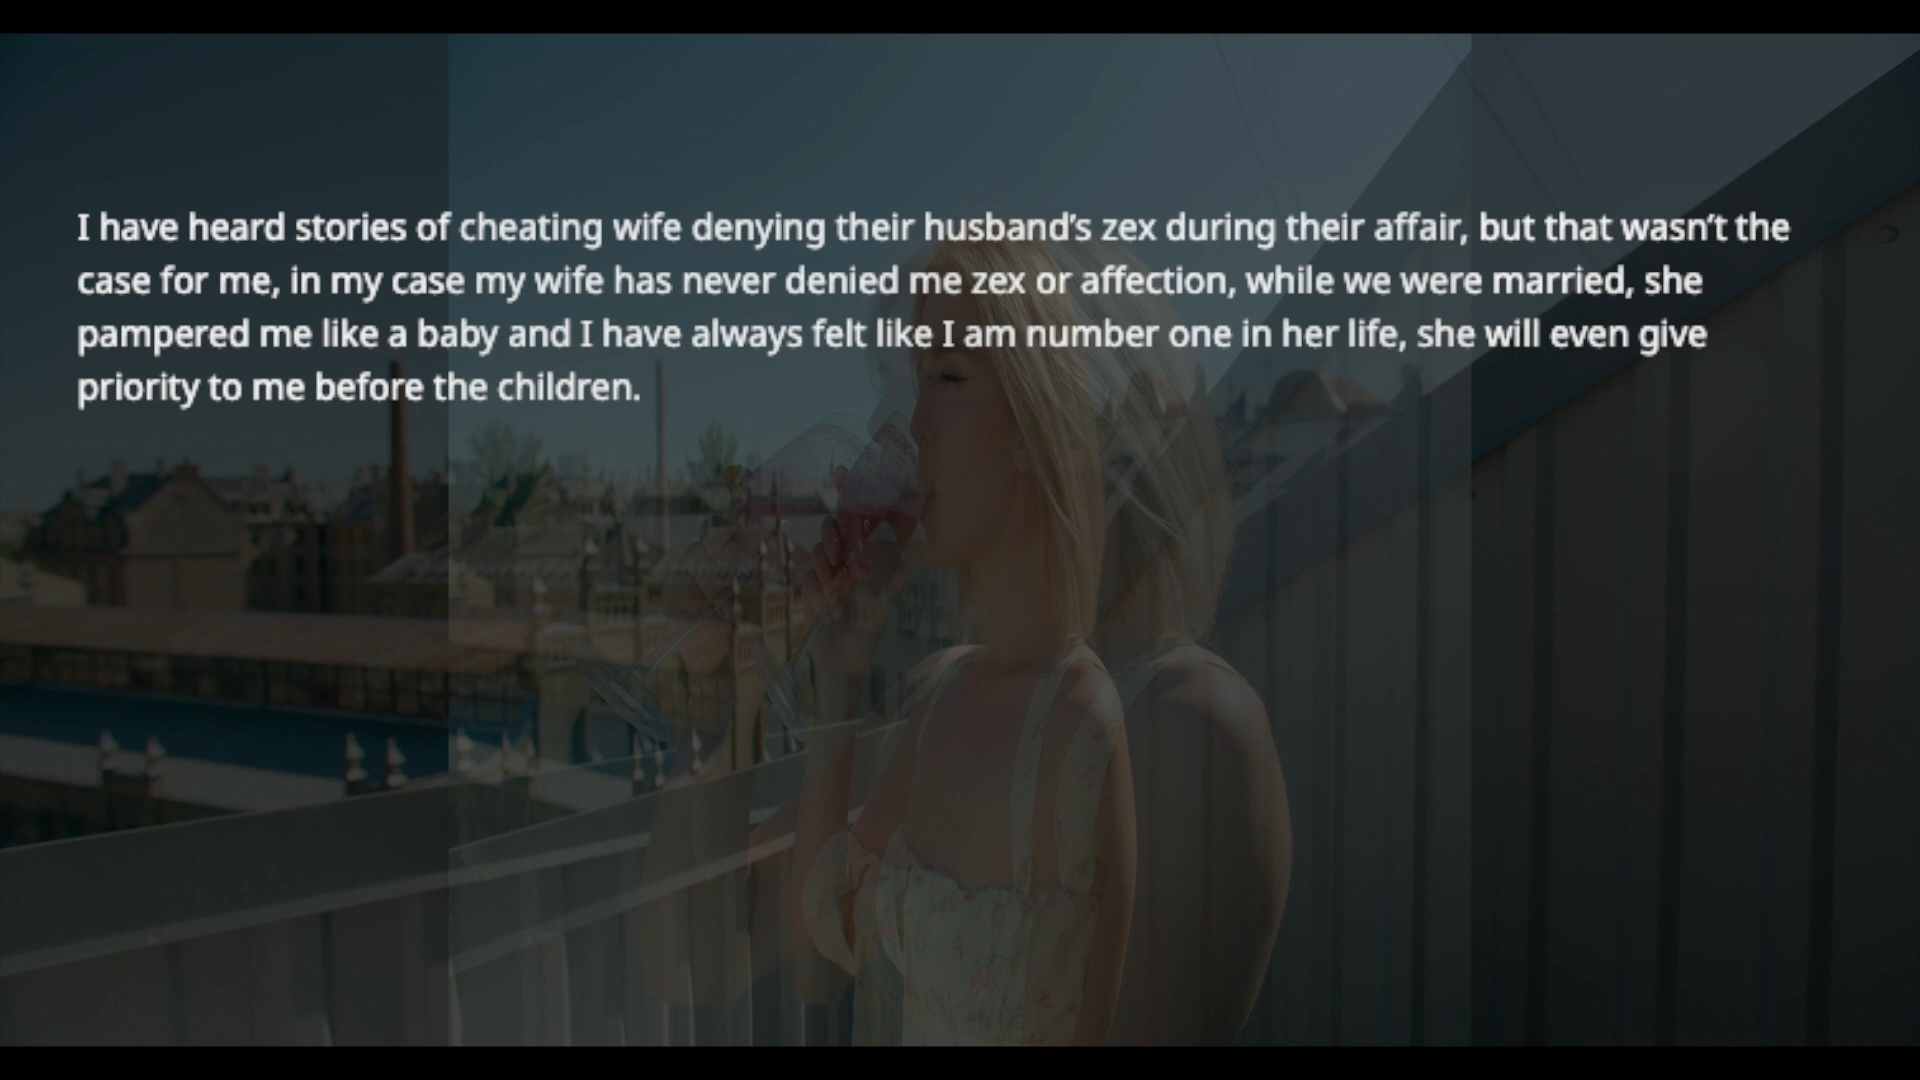 I have heard stories of cheating wife denying their husband’s zex during their affair, but that wasn’t the
case for me, in my case my wife has never denied me zex or affection, while we were married, she
pampered me like a baby and I have always felt like I am number one in her life, she will even give
priority to me before the children.